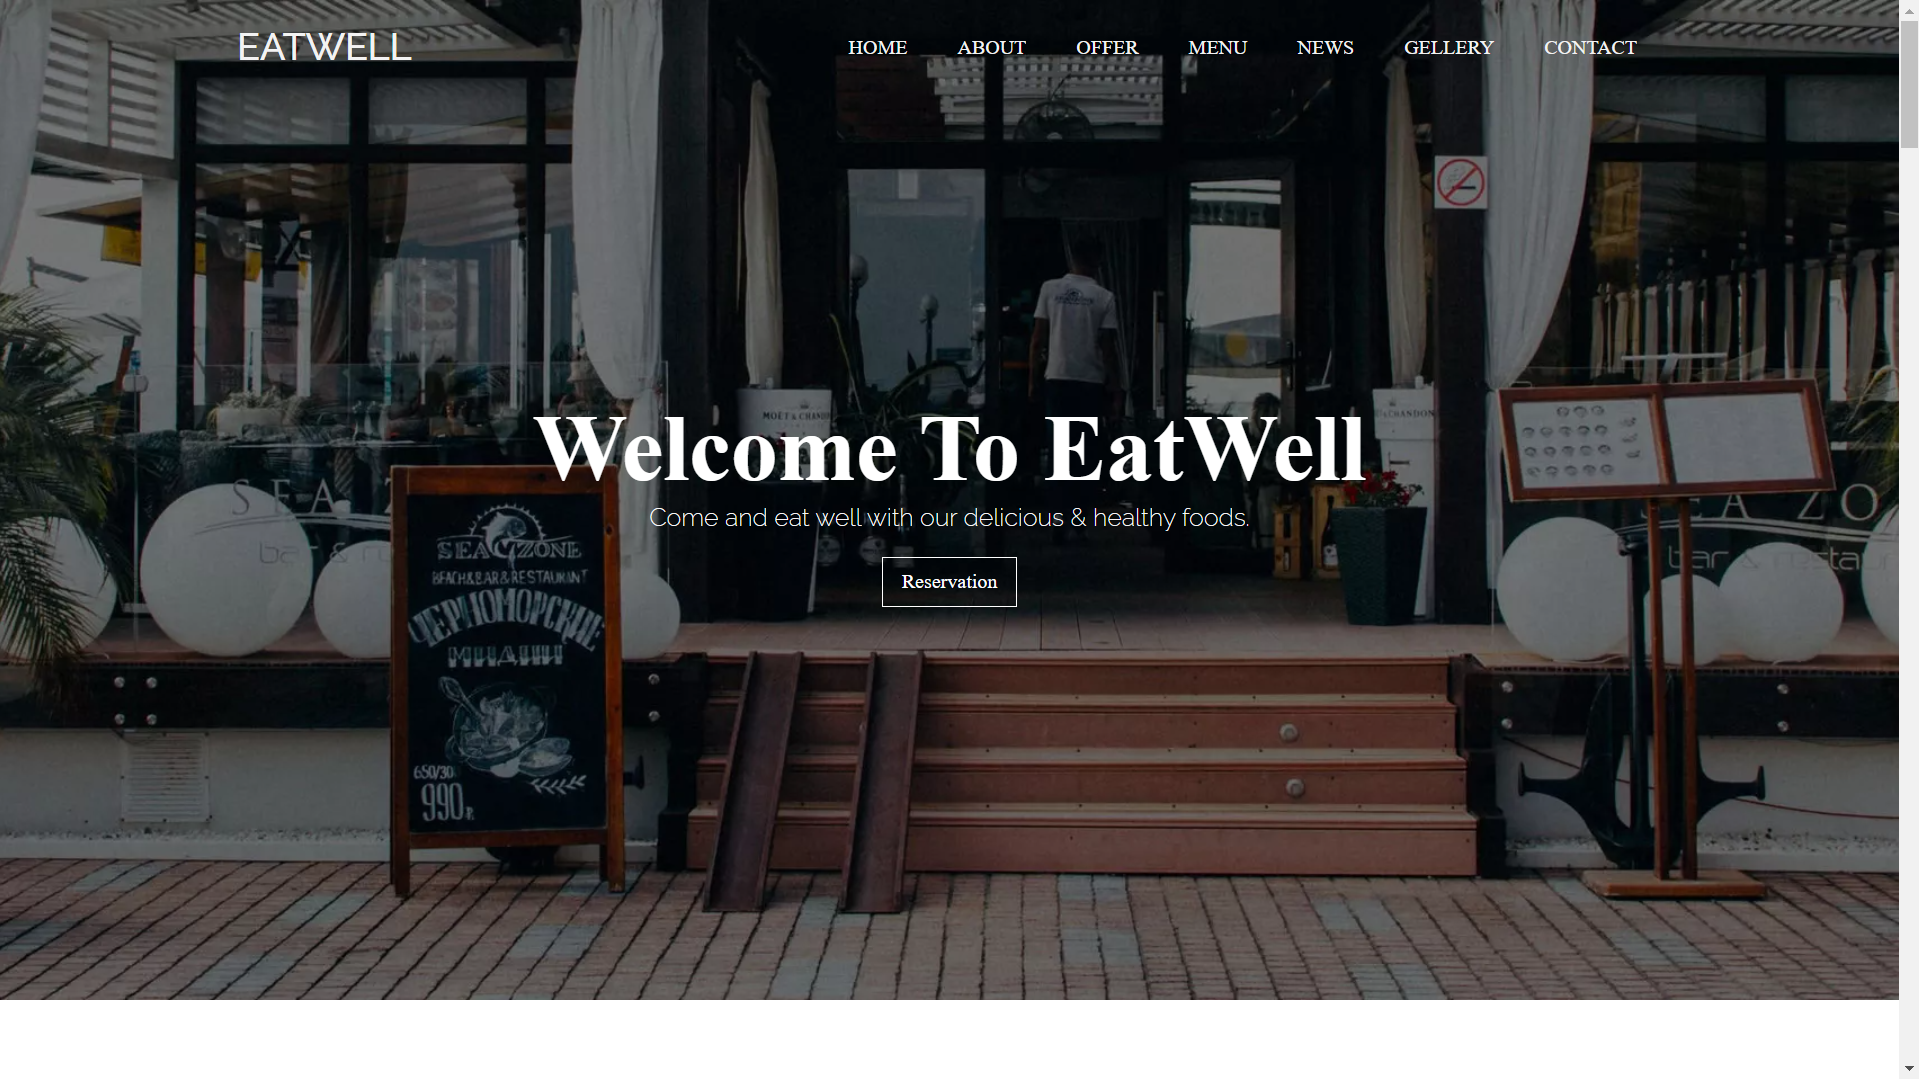 EATWELL
HOME ABOUT OFFER MENU NEWS GELLERY CONTACT
MOËT & CHANDON
& CHANDON
Welcome To EatWell
Come and eat well with our delicious & healthy foods.
Reservation
SEA Z
bar & r
SEA ZO
bar & restaur
SEA ZONE
BEACH&BAR&RESTAURANT
ЧЕРНОМОРСКИЕ
МИДИИ
650/30
990₽